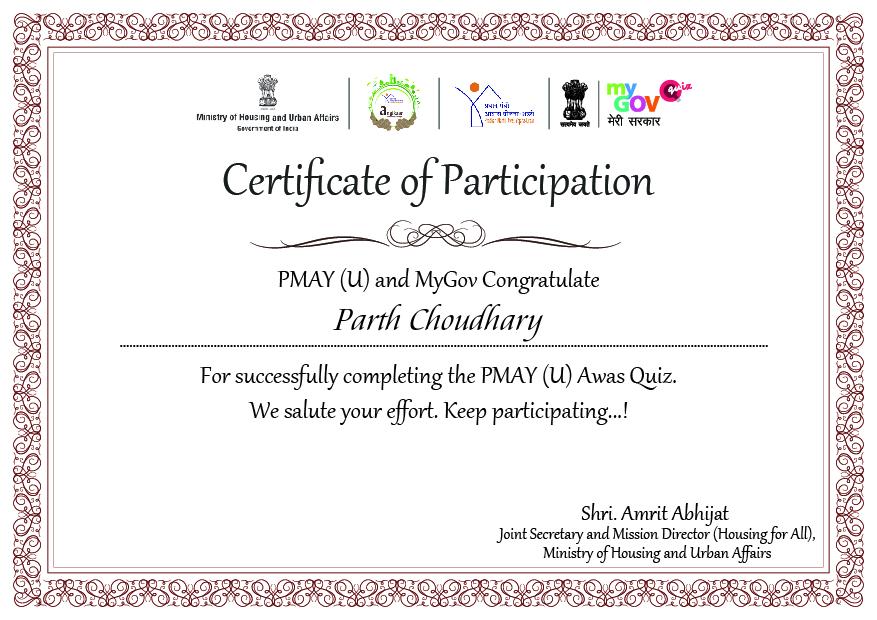 Ministry of Housing and Urban Affairs
Government of India
angikaar
प्रधान मंत्री
आवास योजना-शहरी
सत्यमेव जयते
my
GOV
quiz
मेरी सरकार
Certificate of Participation
PMAY (U) and MyGov Congratulate
Parth Choudhary
For successfully completing the PMAY (U) Awas Quiz.
We salute your effort. Keep participating...!
Shri. Amrit Abhijat
Joint Secretary and Mission Director (Housing for All),
Ministry of Housing and Urban Affairs